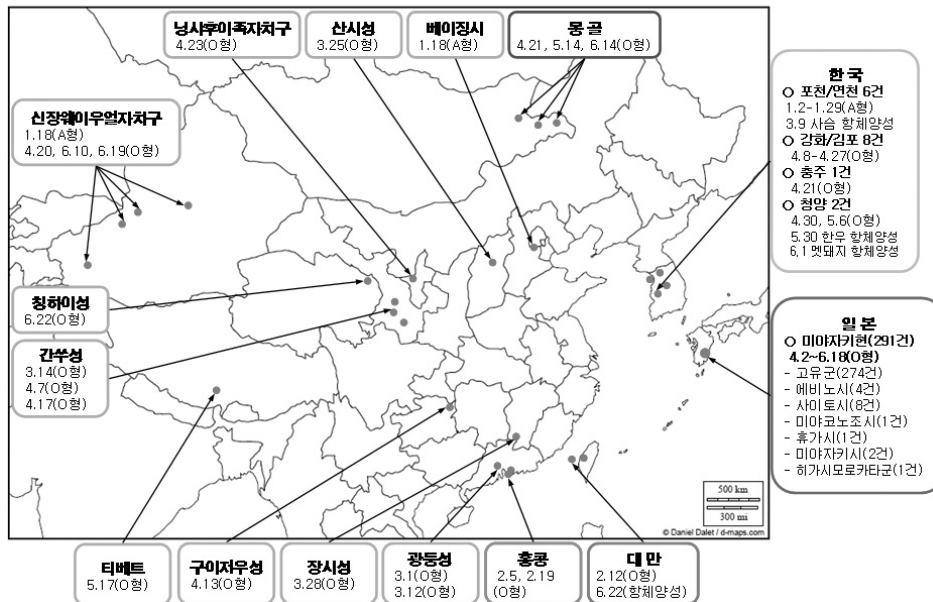 닝샤후이족자치구
4.23(O형)
산시성
3.25(O형)
베이징시
1.18(A형)
몽 골
4.21, 5.14, 6.14(O형)
신장웨이우얼자치구
1.18(A형)
4.20, 6.10, 6.19(O형)
한 국
○ 포천/연천 6건
1.2-1.29(A형)
3.9 사슴 항체양성
○ 강화/김포 8건
4.8-4.27(O형)
○ 충주 1건
4.21(O형)
○ 청양 2건
4.30, 5.6(O형)
5.30 한우 항체양성
6.1 멧돼지 항체양성
칭하이성
6.22(O형)
간쑤성
3.14(O형)
4.7(O형)
4.17(O형)
일 본
○ 미야자키현(291건)
4.2~6.18(O형)
- 고유군(274건)
- 에비노시(4건)
- 사이토시(8건)
- 미야코노조시(1건)
- 휴가시(1건)
- 미야자키시(2건)
- 히가시모로카타군(1건)
500 km
300 mi
© Daniel Dalet / d-maps.com
티베트
5.17(O형)
구이저우성
4.13(O형)
장시성
3.28(O형)
광둥성
3.1(O형)
3.12(O형)
홍콩
2.5, 2.19
(O형)
대 만
2.12(O형)
6.22(항체양성)